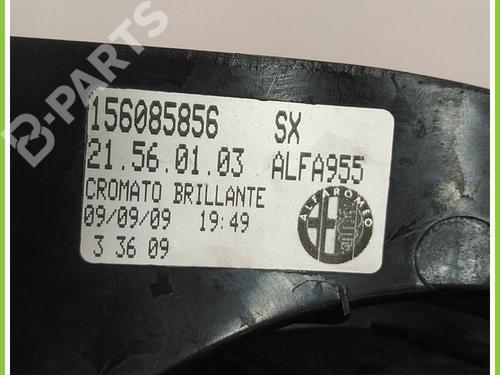 B-PARTS
156085856 SX
21.56.01.03 ALFA955
CROMATO BRILLANTE
09/09/09 19:49
3 36 09
ALFA ROMEO